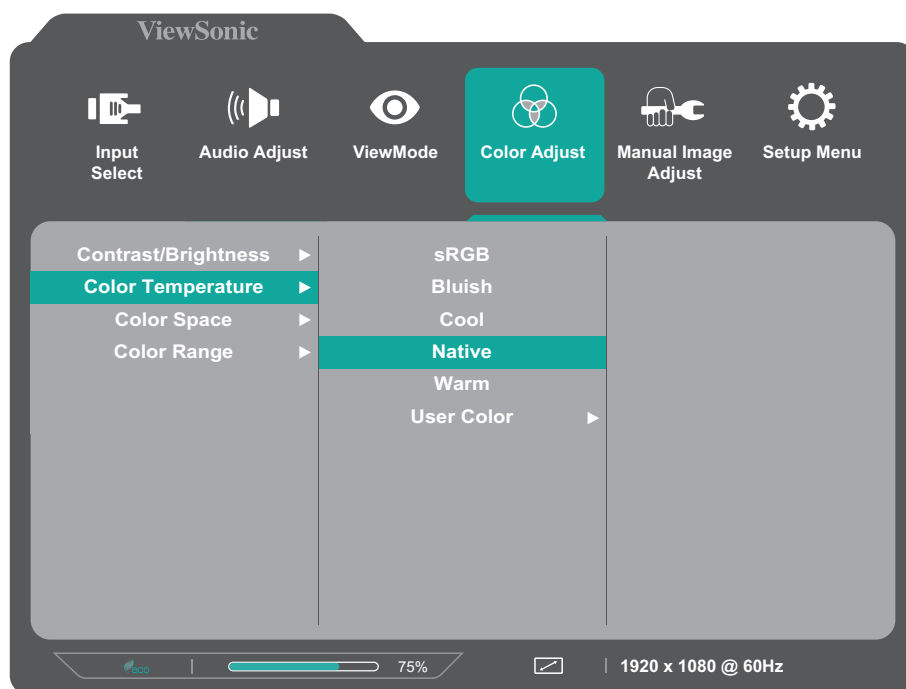 ViewSonic
Input Select
Audio Adjust
ViewMode
Color Adjust
Manual Image Adjust
Setup Menu
Contrast/Brightness
Color Temperature
Color Space
Color Range
sRGB
Bluish
Cool
Native
Warm
User Color
eco
75%
1920 x 1080 @ 60Hz